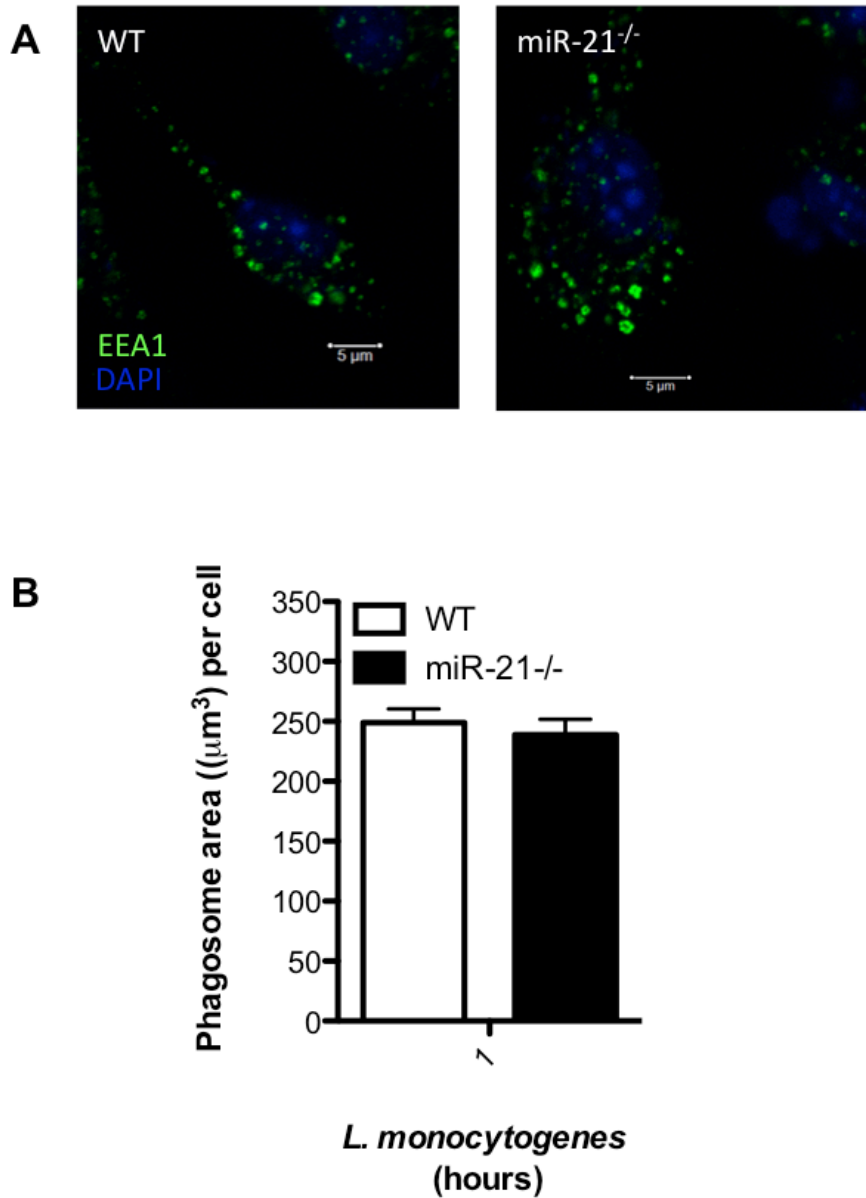 A
WT
miR-21-/-
EEA1
DAPI
5 µm
5 µm
B
Phagosome area ((µm3) per cell
350
300
250
200
150
100
50
0
WT
miR-21-/-
1
L. monocytogenes
(hours)